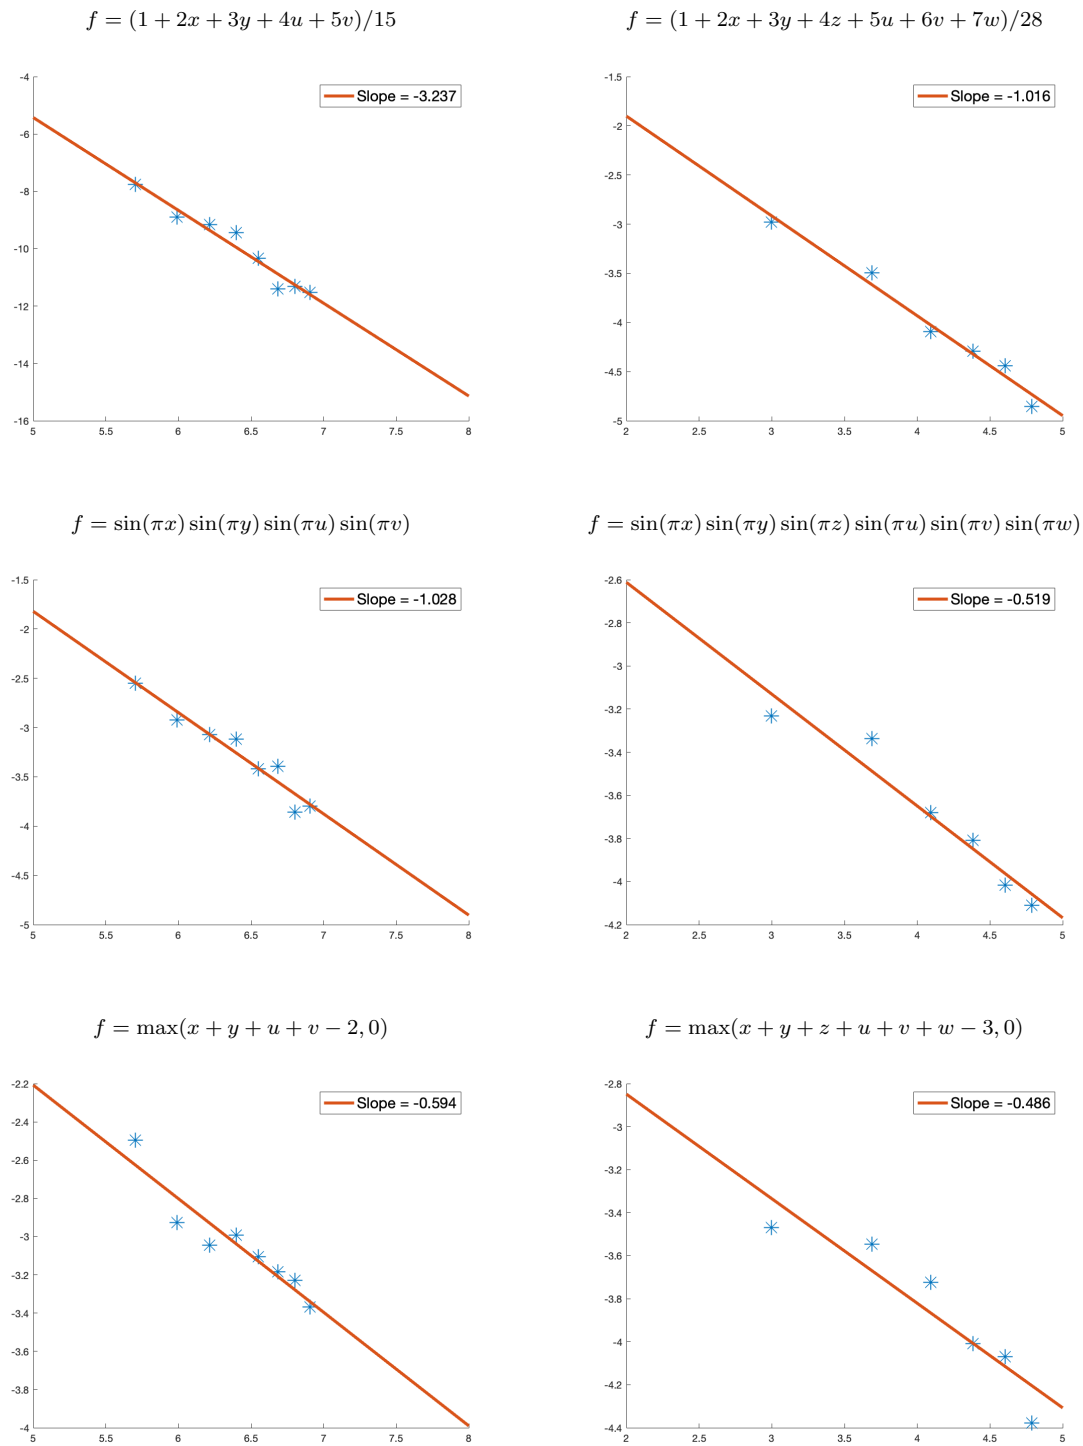 f = (1 + 2x + 3y + 4u + 5v)/15
-4
-6
-8
-10
-12
-14
-16
5 5.5 6 6.5 7 7.5 8
Slope = -3.237
f = (1 + 2x + 3y + 4z + 5u + 6v + 7w)/28
-1.5
-2
-2.5
-3
-3.5
-4
-4.5
-5
2 2.5 3 3.5 4 4.5 5
Slope = -1.016
f = sin(πx) sin(πy) sin(πu) sin(πv)
-1.5
-2
-2.5
-3
-3.5
-4
-4.5
-5
5 5.5 6 6.5 7 7.5 8
Slope = -1.028
f = sin(πx) sin(πy) sin(πz) sin(πu) sin(πv) sin(πw)
-2.6
-2.8
-3
-3.2
-3.4
-3.6
-3.8
-4
-4.2
2 2.5 3 3.5 4 4.5 5
Slope = -0.519
f = max(x + y + u + v − 2, 0)
-2.2
-2.4
-2.6
-2.8
-3
-3.2
-3.4
-3.6
-3.8
-4
5 5.5 6 6.5 7 7.5 8
Slope = -0.594
f = max(x + y + z + u + v + w − 3, 0)
-2.8
-3
-3.2
-3.4
-3.6
-3.8
-4
-4.2
-4.4
2 2.5 3 3.5 4 4.5 5
Slope = -0.486